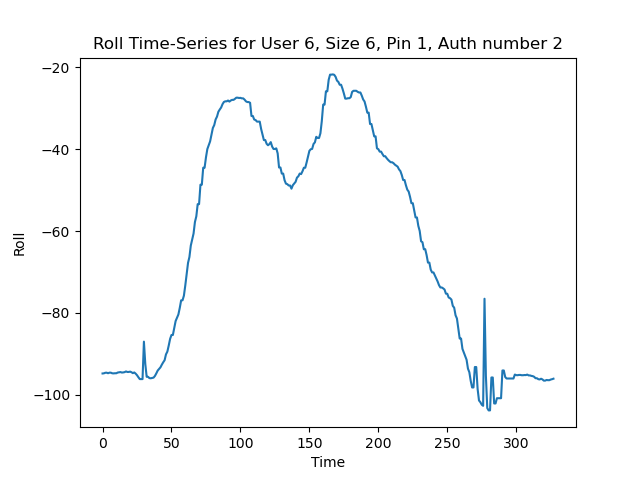 Roll Time-Series for User 6, Size 6, Pin 1, Auth number 2
−20
−40
−60
−80
−100
Roll
0 50 100 150 200 250 300
Time